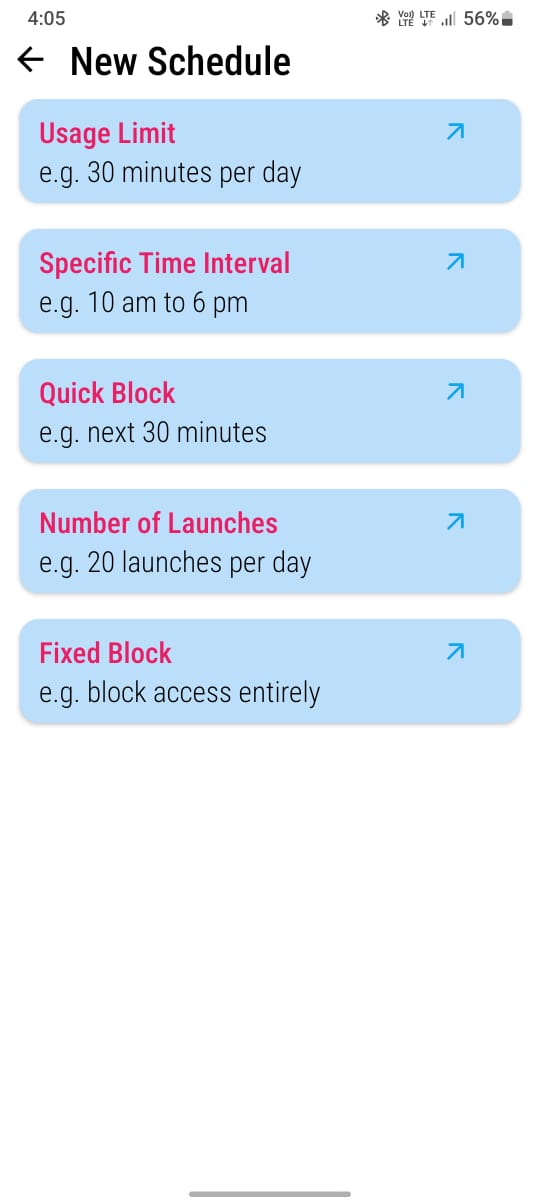 4:05
Vo)) LTE LTE 56%
New Schedule
Usage Limit
e.g. 30 minutes per day
Specific Time Interval
e.g. 10 am to 6 pm
Quick Block
e.g. next 30 minutes
Number of Launches
e.g. 20 launches per day
Fixed Block
e.g. block access entirely